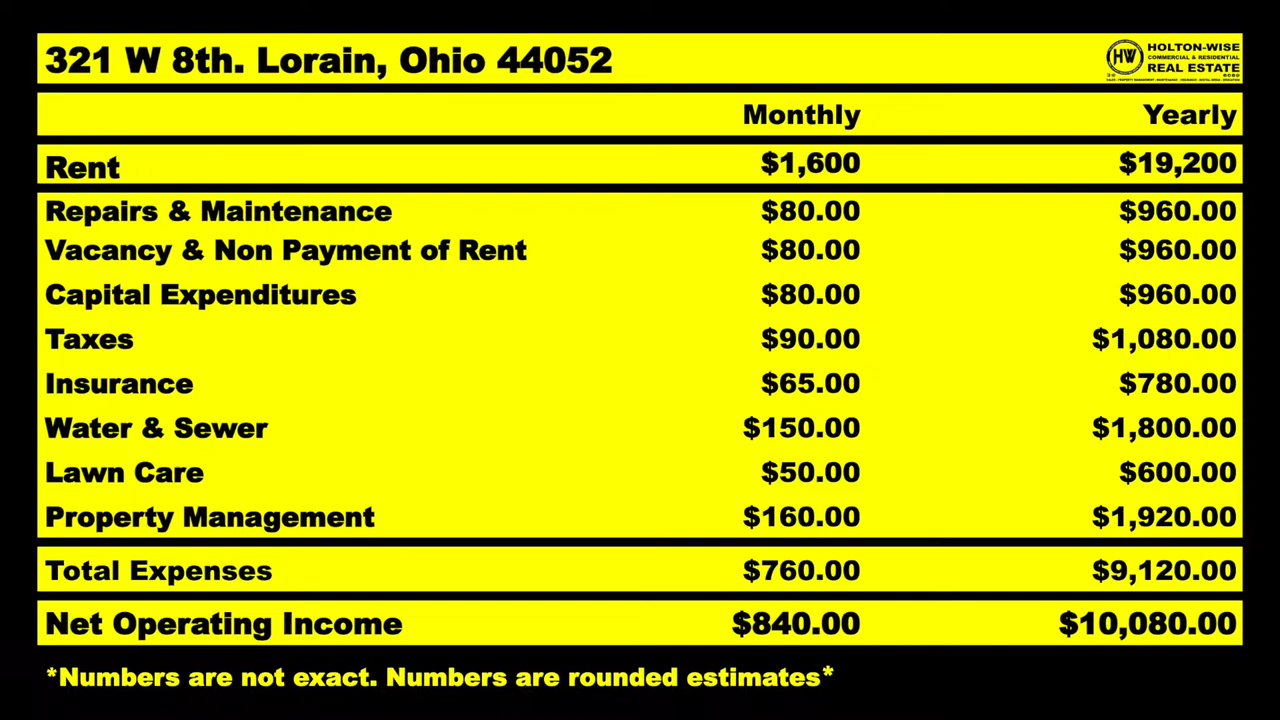 321 W 8th. Lorain, Ohio 44052
HW
HOLTON-WISE
COMMERCIAL & RESIDENTIAL
REAL ESTATE
Monthly Yearly
Rent $1,600 $19,200
Repairs & Maintenance $80.00 $960.00
Vacancy & Non Payment of Rent $80.00 $960.00
Capital Expenditures $80.00 $960.00
Taxes $90.00 $1,080.00
Insurance $65.00 $780.00
Water & Sewer $150.00 $1,800.00
Lawn Care $50.00 $600.00
Property Management $160.00 $1,920.00
Total Expenses $760.00 $9,120.00
Net Operating Income $840.00 $10,080.00
*Numbers are not exact. Numbers are rounded estimates*